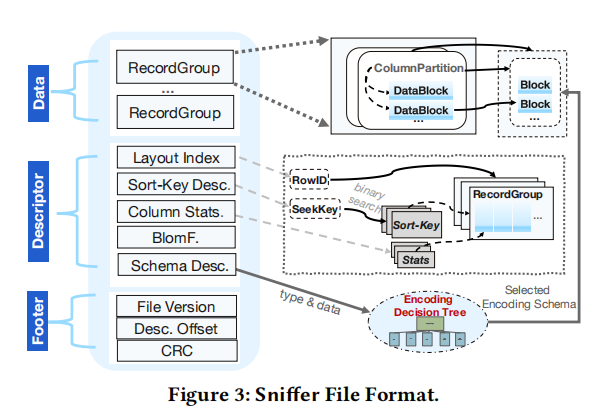 Data
RecordGroup
...
RecordGroup
ColumnPartition
DataBlock
DataBlock
...
Block
Block
...
Descriptor
Layout Index
Sort-Key Desc.
Column Stats.
BlomF.
Schema Desc.
RowID
SeekKey
binary
search
Sort-Key
Stats
RecordGroup
...
type & data
Encoding
Decision Tree
Selected
Encoding Schema
Footer
File Version
Desc. Offset
CRC
Figure 3: Sniffer File Format.